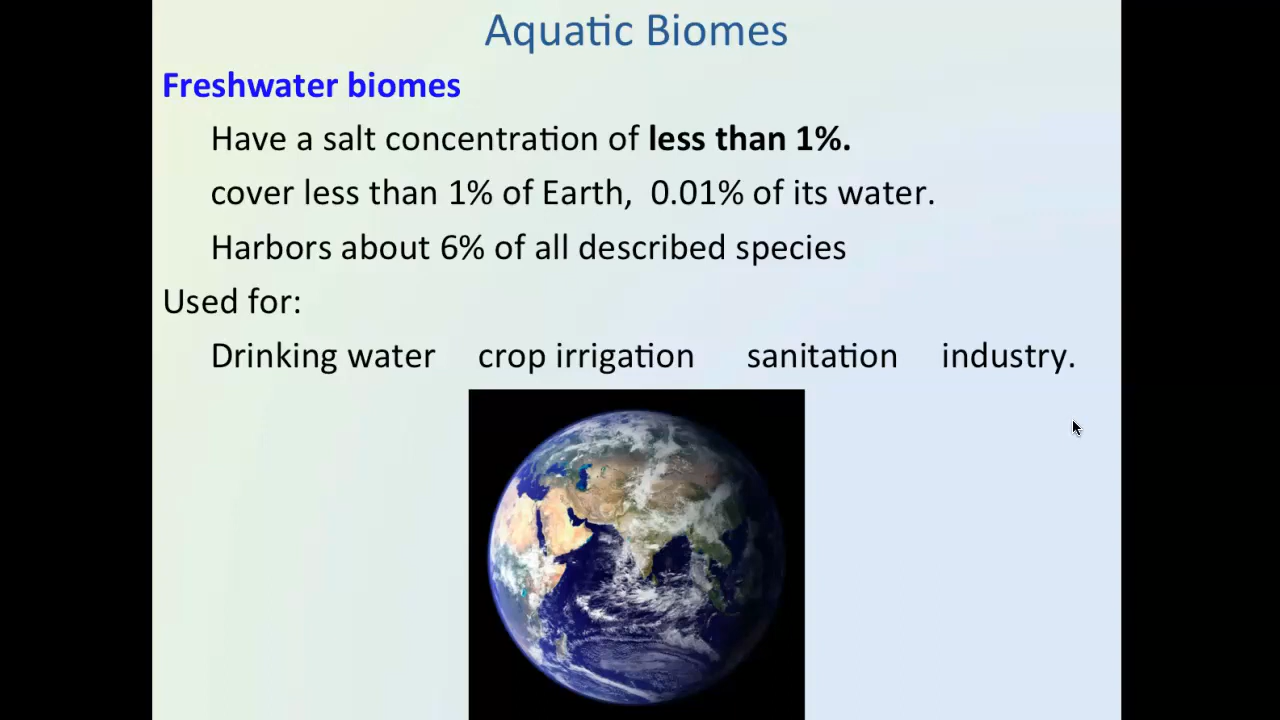 Aquatic Biomes
Freshwater biomes
Have a salt concentration of less than 1%.
cover less than 1% of Earth,  0.01% of its water.
Harbors about 6% of all described species
Used for:
Drinking water    crop irrigation    sanitation    industry.